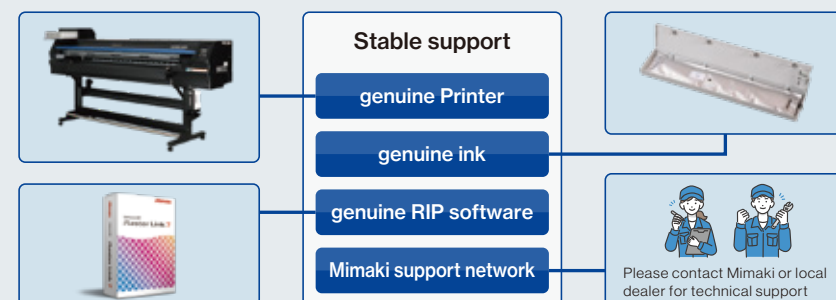 Stable support
genuine Printer
genuine ink
genuine RIP software
Mimaki support network
Please contact Mimaki or local
dealer for technical support